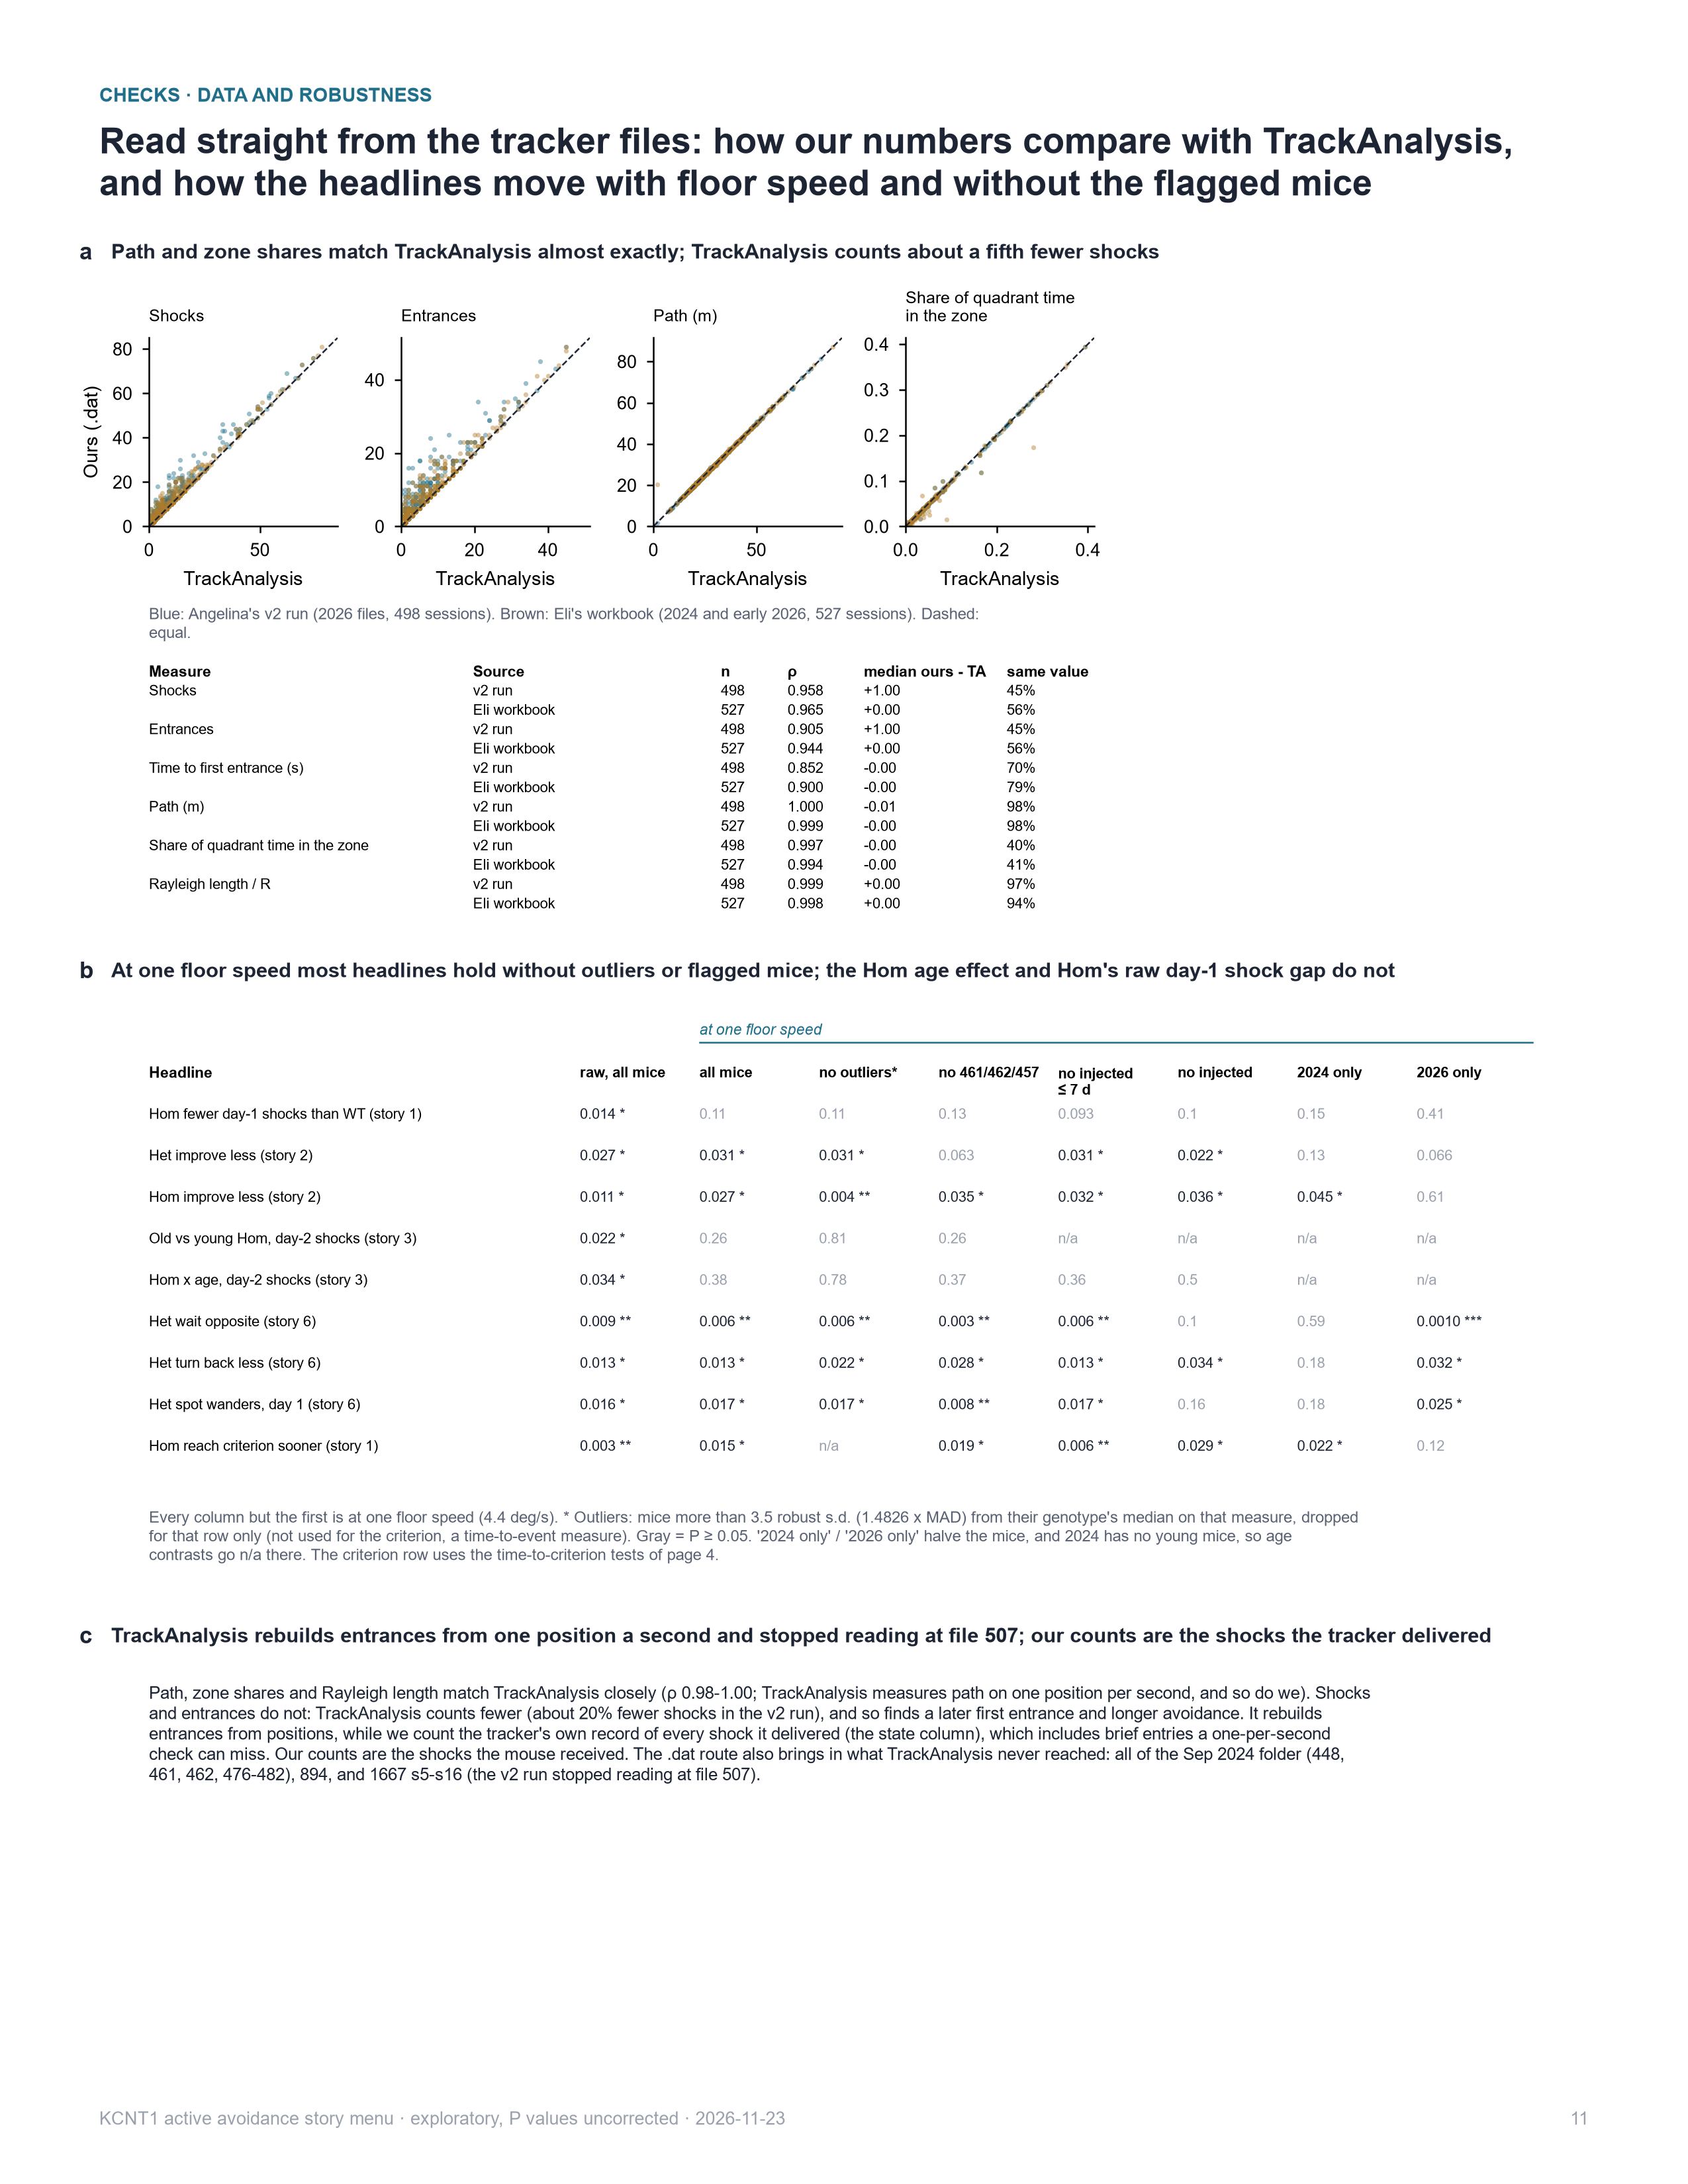 CHECKS · DATA AND ROBUSTNESS
Read straight from the tracker files: how our numbers compare with TrackAnalysis,
and how the headlines move with floor speed and without the flagged mice
a Path and zone shares match TrackAnalysis almost exactly; TrackAnalysis counts about a fifth fewer shocks
Shocks
Entrances
Path (m)
Share of quadrant time
in the zone
Ours (.dat)
80
60
40
20
0
0 50
TrackAnalysis
40
20
0
0 20 40
TrackAnalysis
80
60
40
20
0
0 50
TrackAnalysis
0.4
0.3
0.2
0.1
0.0
0.0 0.2 0.4
TrackAnalysis
Blue: Angelina's v2 run (2026 files, 498 sessions). Brown: Eli's workbook (2024 and early 2026, 527 sessions). Dashed:
equal.
Measure Source n ρ median ours - TA same value
Shocks v2 run 498 0.958 +1.00 45%
Eli workbook 527 0.965 +0.00 56%
Entrances v2 run 498 0.905 +1.00 45%
Eli workbook 527 0.944 +0.00 56%
Time to first entrance (s) v2 run 498 0.852 -0.00 70%
Eli workbook 527 0.900 -0.00 79%
Path (m) v2 run 498 1.000 -0.01 98%
Eli workbook 527 0.999 -0.00 98%
Share of quadrant time in the zone v2 run 498 0.997 -0.00 40%
Eli workbook 527 0.994 -0.00 41%
Rayleigh length / R v2 run 498 0.999 +0.00 97%
Eli workbook 527 0.998 +0.00 94%
b At one floor speed most headlines hold without outliers or flagged mice; the Hom age effect and Hom's raw day-1 shock gap do not
at one floor speed
Headline raw, all mice all mice no outliers* no 461/462/457 no injected no injected 2024 only 2026 only
≤ 7 d
Hom fewer day-1 shocks than WT (story 1) 0.014 * 0.11 0.11 0.13 0.093 0.1 0.15 0.41
Het improve less (story 2) 0.027 * 0.031 * 0.031 * 0.063 0.031 * 0.022 * 0.13 0.066
Hom improve less (story 2) 0.011 * 0.027 * 0.004 ** 0.035 * 0.032 * 0.036 * 0.045 * 0.61
Old vs young Hom, day-2 shocks (story 3) 0.022 * 0.26 0.81 0.26 n/a n/a n/a n/a
Hom x age, day-2 shocks (story 3) 0.034 * 0.38 0.78 0.37 0.36 0.5 n/a n/a
Het wait opposite (story 6) 0.009 ** 0.006 ** 0.006 ** 0.003 ** 0.006 ** 0.1 0.59 0.0010 ***
Het turn back less (story 6) 0.013 * 0.013 * 0.022 * 0.028 * 0.013 * 0.034 * 0.18 0.032 *
Het spot wanders, day 1 (story 6) 0.016 * 0.017 * 0.017 * 0.008 ** 0.017 * 0.16 0.18 0.025 *
Hom reach criterion sooner (story 1) 0.003 ** 0.015 * n/a 0.019 * 0.006 ** 0.029 * 0.022 * 0.12
Every column but the first is at one floor speed (4.4 deg/s). * Outliers: mice more than 3.5 robust s.d. (1.4826 x MAD) from their genotype's median on that measure, dropped
for that row only (not used for the criterion, a time-to-event measure). Gray = P ≥ 0.05. '2024 only' / '2026 only' halve the mice, and 2024 has no young mice, so age
contrasts go n/a there. The criterion row uses the time-to-criterion tests of page 4.
c TrackAnalysis rebuilds entrances from one position a second and stopped reading at file 507; our counts are the shocks the tracker delivered
Path, zone shares and Rayleigh length match TrackAnalysis closely (ρ 0.98-1.00; TrackAnalysis measures path on one position per second, and so do we). Shocks
and entrances do not: TrackAnalysis counts fewer (about 20% fewer shocks in the v2 run), and so finds a later first entrance and longer avoidance. It rebuilds
entrances from positions, while we count the tracker's own record of every shock it delivered (the state column), which includes brief entries a one-per-second
check can miss. Our counts are the shocks the mouse received. The .dat route also brings in what TrackAnalysis never reached: all of the Sep 2024 folder (448,
461, 462, 476-482), 894, and 1667 s5-s16 (the v2 run stopped reading at file 507).
KCNT1 active avoidance story menu · exploratory, P values uncorrected · 2026-11-23
11